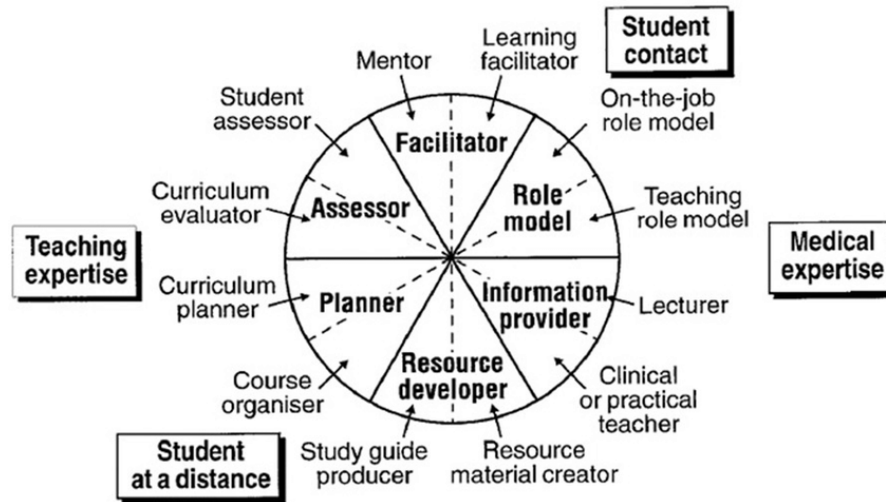 Student
contact
Learning
facilitator
Mentor
Student
assessor
On-the-job
role model
Facilitator
Curriculum
evaluator
Assessor
Role
model
Teaching
role model
Teaching
expertise
Medical
expertise
Curriculum
planner
Planner
Information
provider
Lecturer
Resource
developer
Course
organiser
Clinical
or practical
teacher
Student
at a distance
Study guide
producer
Resource
material creator